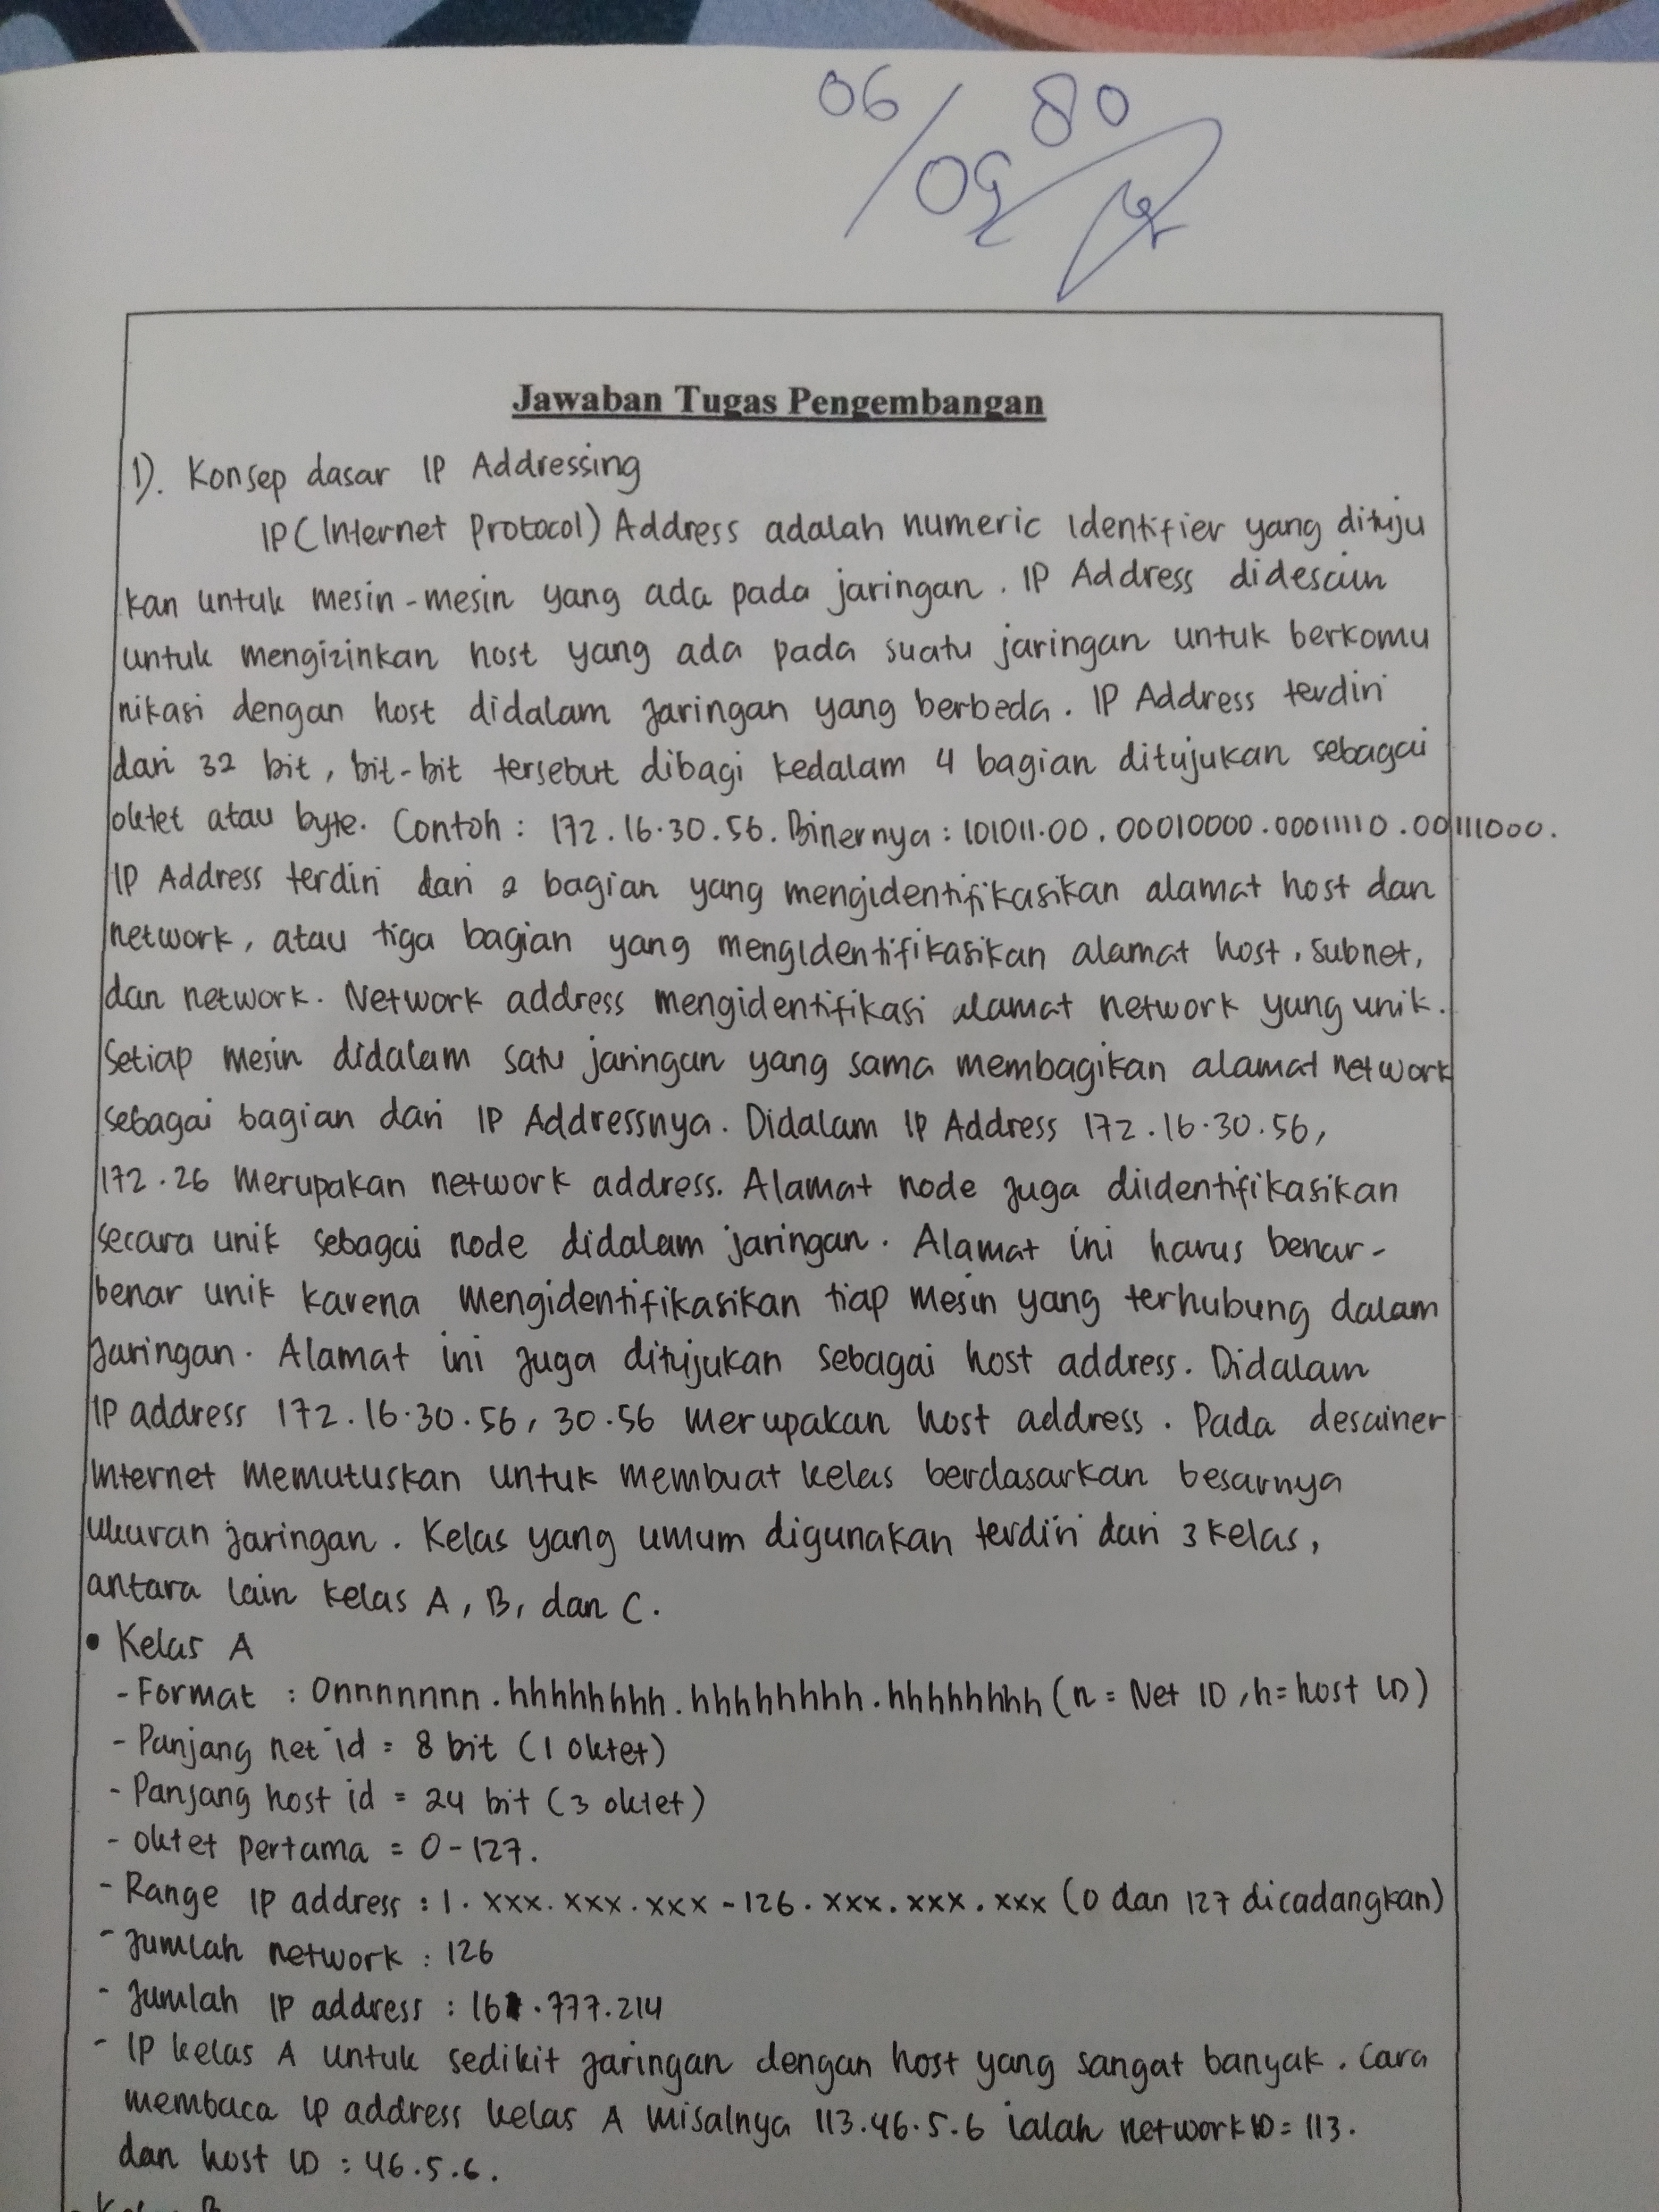 06/09
80
Jawaban Tugas Pengembangan
1). Konsep dasar IP Addressing
IP (Internet Protocol) Address adalah numeric Identifier yang dituju
kan untuk mesin-mesin yang ada pada jaringan. IP Address didesain
untuk mengizinkan host yang ada pada suatu jaringan untuk berkomu
nikasi dengan host didalam jaringan yang berbeda. IP Address terdiri
dari 32 bit, bit-bit tersebut dibagi kedalam 4 bagian ditujukan sebagai
oktet atau byte. Contoh : 172.16.30.56. Binernya : 101011.00.00010000.00011110.00111000.
IP Address terdiri dari 2 bagian yang mengidentifikasikan alamat host dan
network, atau tiga bagian yang mengidentifikasikan alamat host, subnet,
dan network. Network address mengidentifikasi alamat network yang unik.
Setiap mesin didalam satu jaringan yang sama membagikan alamat network
sebagai bagian dari IP Addressnya. Didalam IP Address 172.16.30.56,
172.26 merupakan network address. Alamat node juga diidentifikasikan
secara unik sebagai node didalam jaringan. Alamat ini harus benar-
benar unik karena mengidentifikasikan tiap mesin yang terhubung dalam
jaringan. Alamat ini juga ditujukan sebagai host address. Didalam
IP address 172.16.30.56, 30.56 merupakan host address. Pada desainer
Internet memutuskan untuk membuat kelas berdasarkan besarnya
ukuran jaringan. Kelas yang umum digunakan terdiri dari 3 kelas,
antara lain kelas A, B, dan C.
• Kelas A
- Format : 0nnnnnnn.hhhhhhhh.hhhhhhhh.hhhhhhhh (n = Net ID, h = host ID)
- Panjang net id = 8 bit (1 oktet)
- Panjang host id = 24 bit (3 oktet)
- Oktet pertama = 0-127.
- Range IP address : 1.xxx.xxx.xxx - 126.xxx.xxx.xxx (0 dan 127 dicadangkan)
- Jumlah network : 126
- Jumlah IP address : 16.777.214
- IP kelas A untuk sedikit jaringan dengan host yang sangat banyak. Cara
membaca IP address kelas A misalnya 113.46.5.6 ialah network ID = 113.
dan host ID : 46.5.6.
• Kelas B